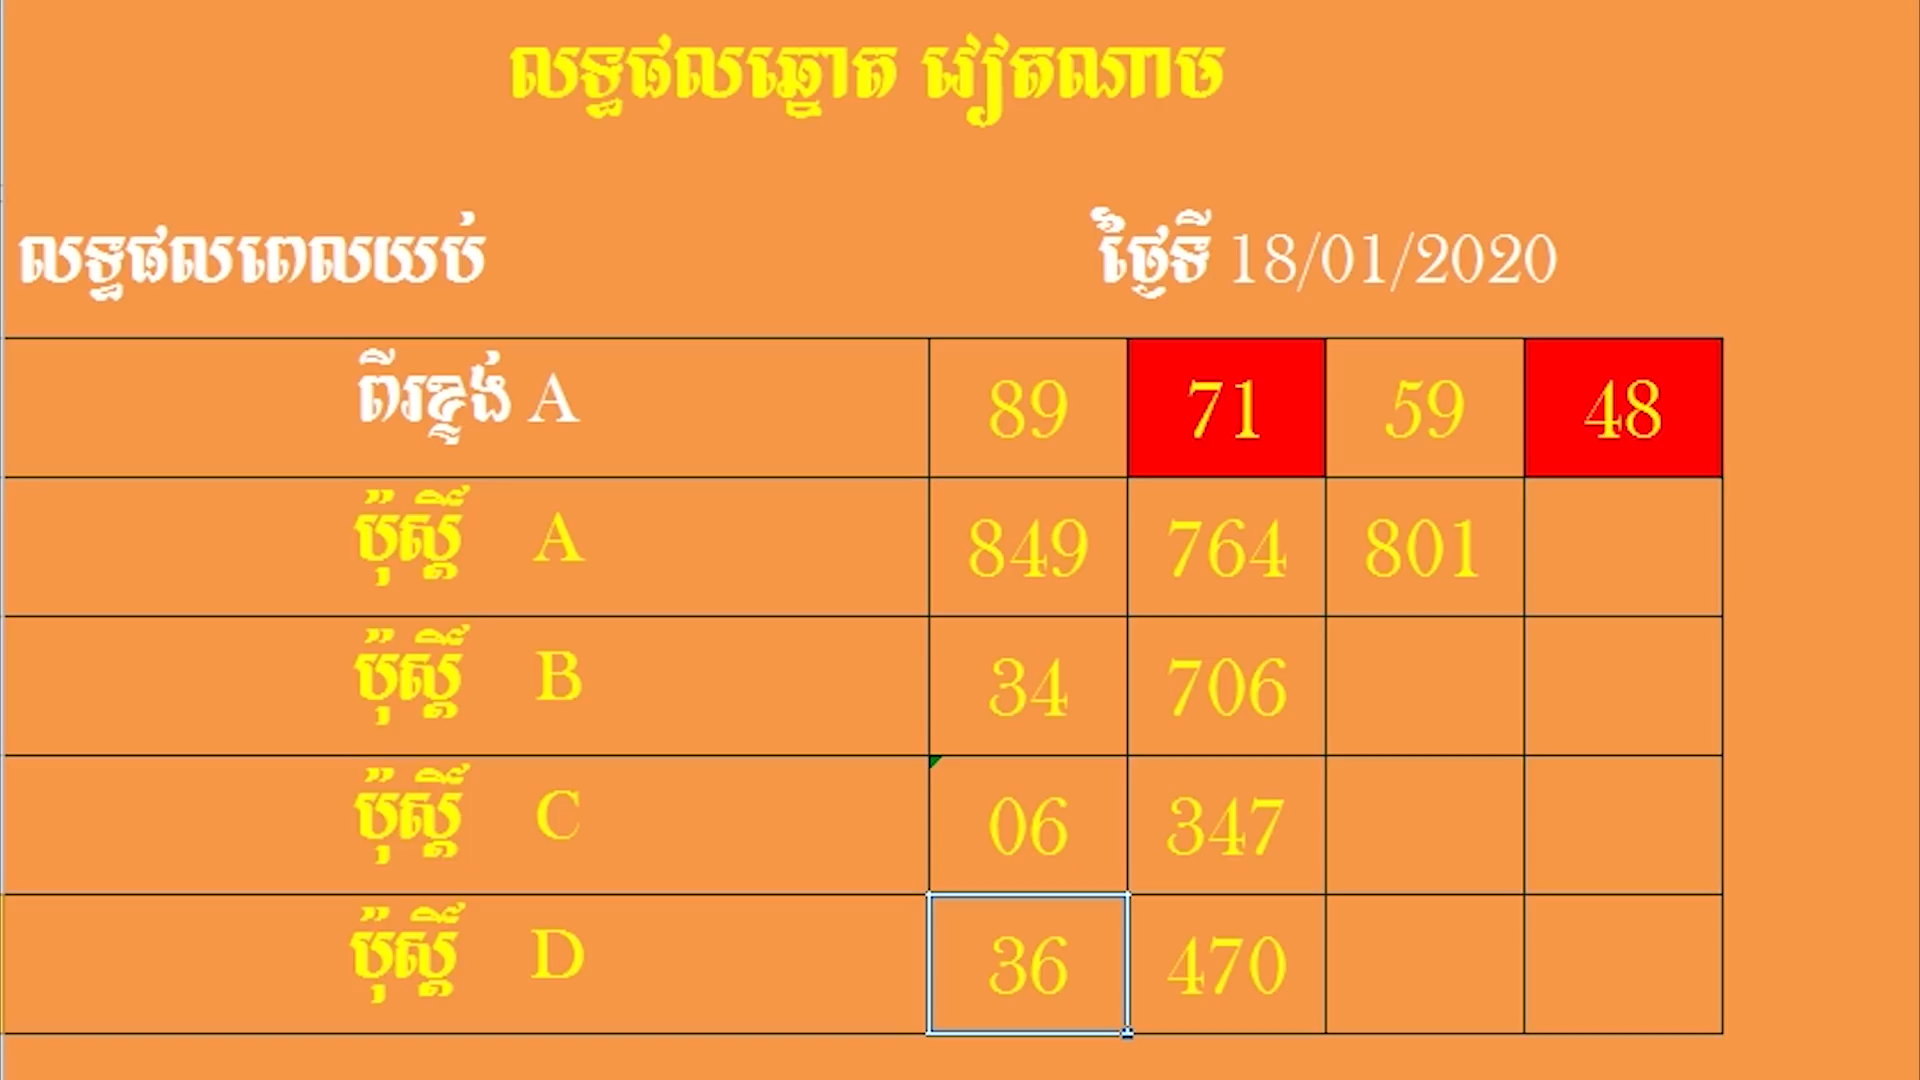 លទ្ធផលឆ្នោត វៀតណាម
លទ្ធផលពេលយប់ ថ្ងៃទី 18/01/2020
ពីរខ្ទង់ A 89 71 59 48
ប៉ុស្តិ៍ A 849 764 801
ប៉ុស្តិ៍ B 34 706
ប៉ុស្តិ៍ C 06 347
ប៉ុស្តិ៍ D 36 470